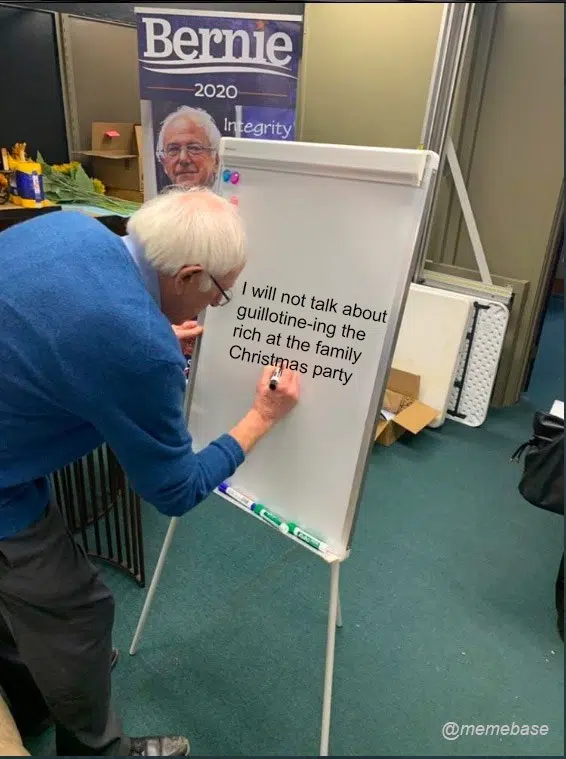 Bernie
2020
Integrity
I will not talk about
guillotine-ing the
rich at the family
Christmas party
@memebase